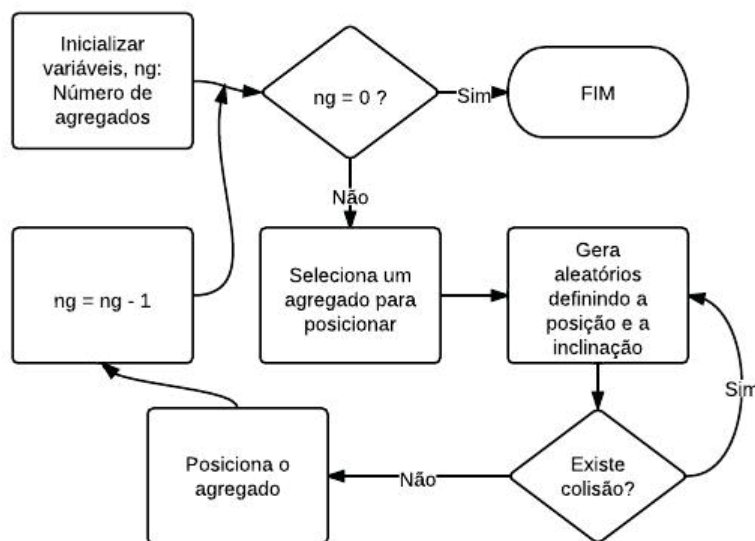 Inicializar
variáveis, ng:
Número de
agregados
ng = 0 ?
Sim
FIM
Não
Seleciona um
agregado para
posicionar
Gera
aleatórios
definindo a
posição e a
inclinação
Sim
Existe
colisão?
Não
Posiciona o
agregado
ng = ng - 1